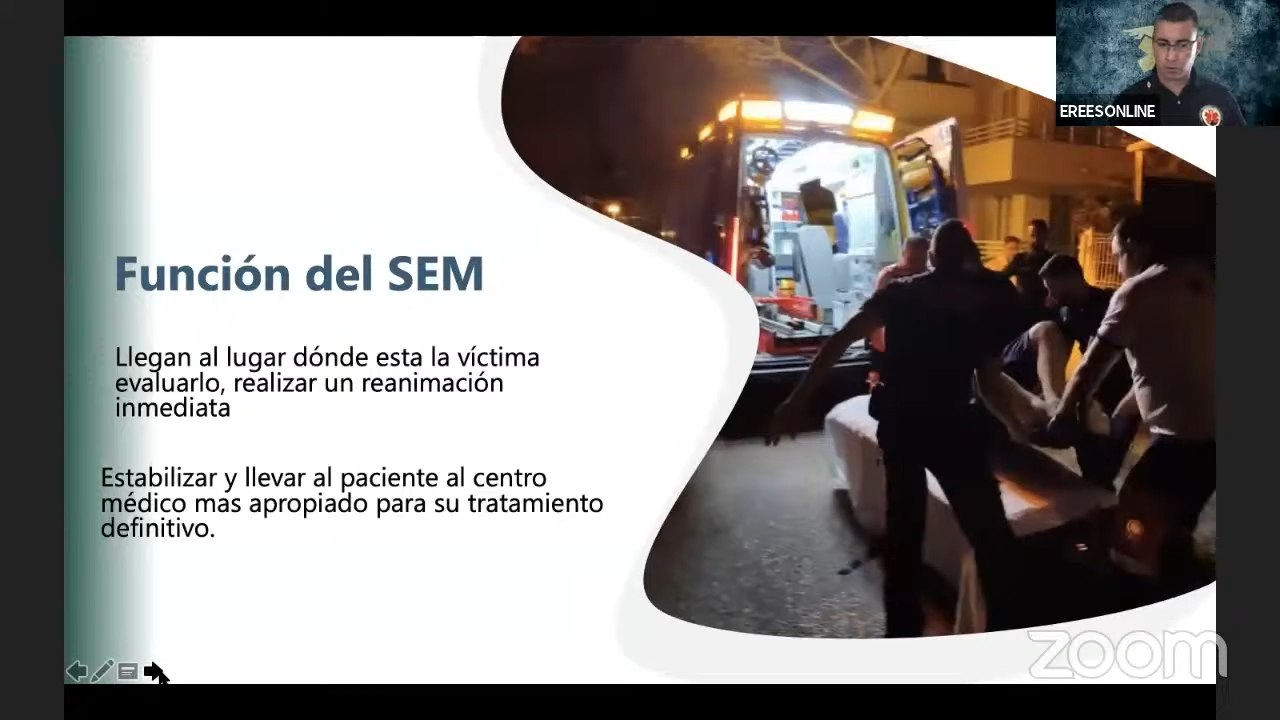 EREESONLINE
Función del SEM
Llegan al lugar dónde esta la víctima
evaluarlo, realizar un reanimación
inmediata
Estabilizar y llevar al paciente al centro
médico mas apropiado para su tratamiento
definitivo.
zoom